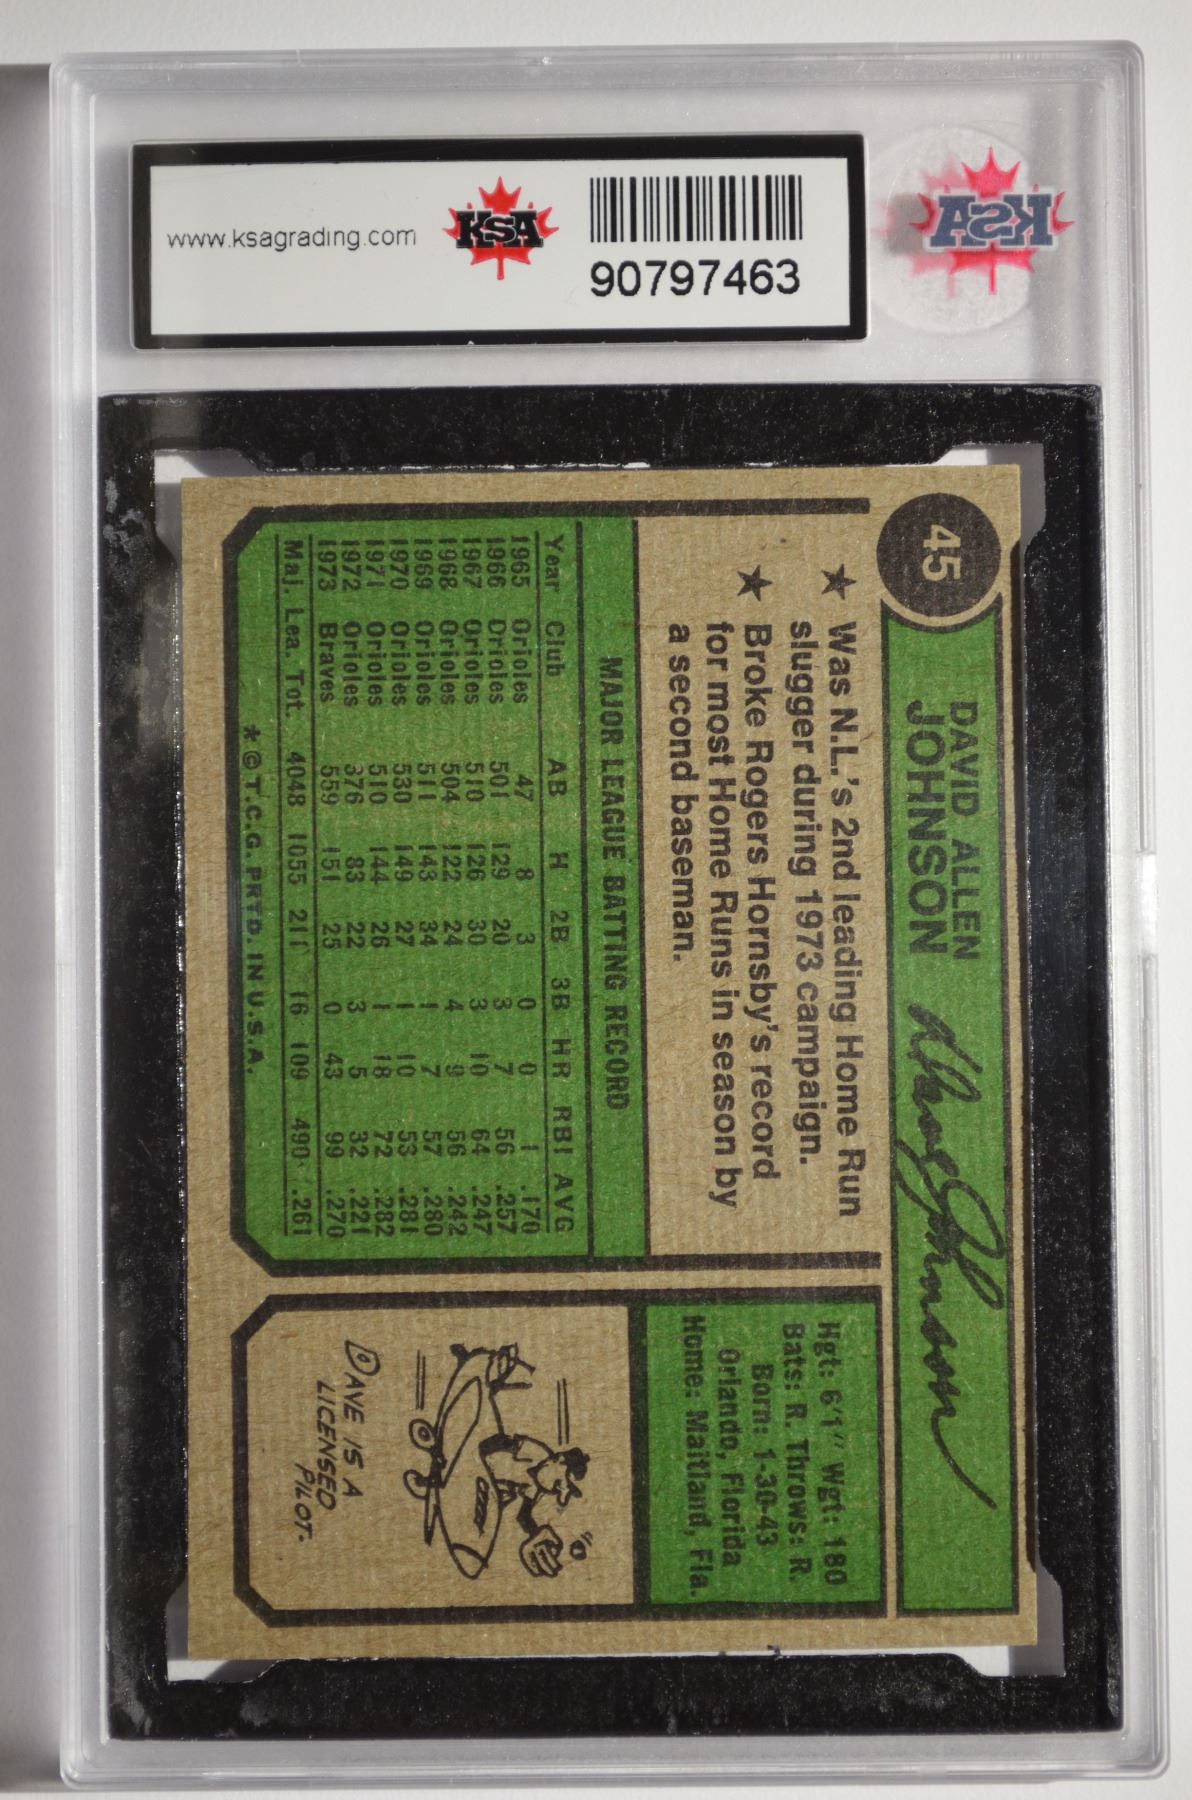 www.ksagrading.com
KSA
90797463
KSA
45
DAVID ALLEN
JOHNSON
Dave Johnson
★ Was N.L.'s 2nd leading Home Run
slugger during 1973 campaign.
★ Broke Rogers Hornsby's record
for most Home Runs in season by
a second baseman.
Hgt: 6'1" Wgt: 180
Bats: R. Throws: R.
Born: 1-30-43
Orlando, Florida
Home: Maitland, Fla.
MAJOR LEAGUE BATTING RECORD
Year Club AB H 2B 3B HR RBI AVG
1965 Orioles 47 8 3 0 0 1 .170
1966 Orioles 501 129 20 3 7 56 .257
1967 Orioles 510 126 30 3 10 64 .247
1968 Orioles 504 122 24 4 9 56 .242
1969 Orioles 511 143 34 1 7 57 .280
1970 Orioles 530 149 27 1 10 53 .281
1971 Orioles 510 144 26 1 18 72 .282
1972 Orioles 376 83 22 3 5 32 .221
1973 Braves 559 151 25 0 43 99 .270
Maj. Lea. Tot. 4048 1055 211 16 109 490 .261
* © T.C.G. PRTD. IN U.S.A.
DAVE IS A
LICENSED
PILOT.